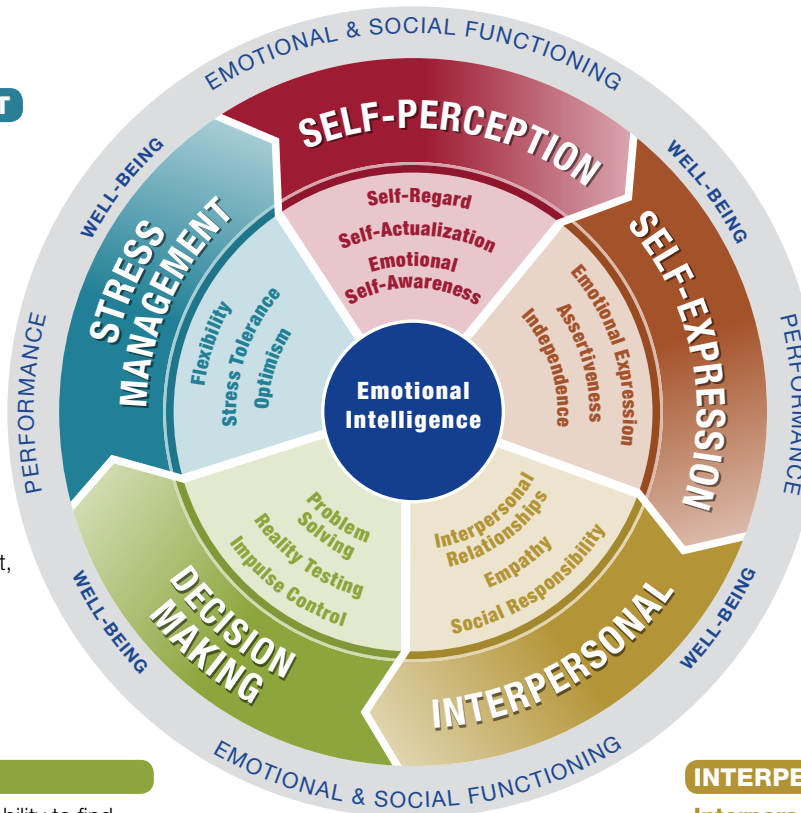 EMOTIONAL & SOCIAL FUNCTIONING
T
WELL-BEING
WELL-BEING
PERFORMANCE
PERFORMANCE
SELF-PERCEPTION
Self-Regard
Self-Actualization
Emotional
Self-Awareness
SELF-EXPRESSION
Emotional Expression
Assertiveness
Independence
STRESS
MANAGEMENT
Flexibility
Stress Tolerance
Optimism
Emotional
Intelligence
Problem
Solving
Reality Testing
Impulse Control
DECISION
MAKING
Interpersonal
Relationships
Empathy
Social Responsibility
INTERPERSONAL
t,
WELL-BEING
WELL-BEING
EMOTIONAL & SOCIAL FUNCTIONING
INTERPE